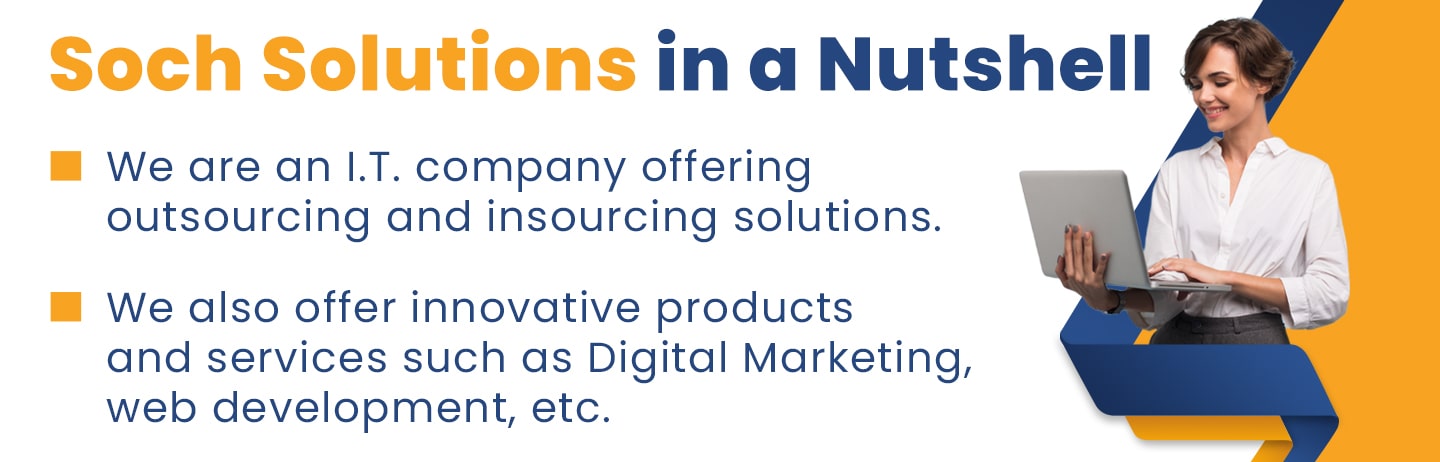 Soch Solutions in a Nutshell
We are an I.T. company offering
outsourcing and insourcing solutions.
We also offer innovative products
and services such as Digital Marketing,
web development, etc.